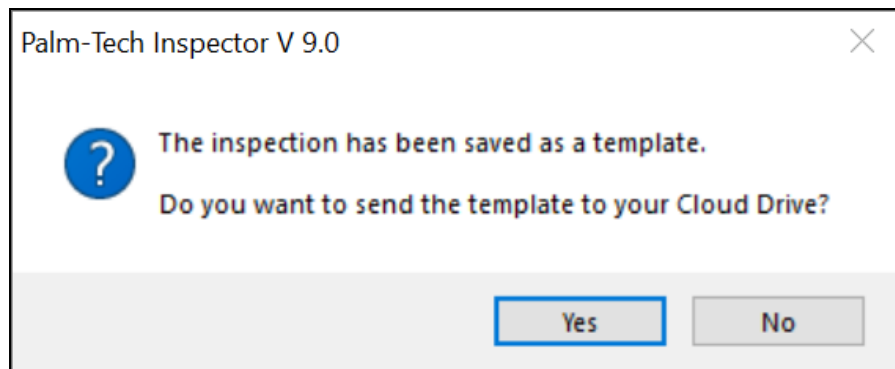 Palm-Tech Inspector V 9.0
?
The inspection has been saved as a template.
Do you want to send the template to your Cloud Drive?
Yes
No